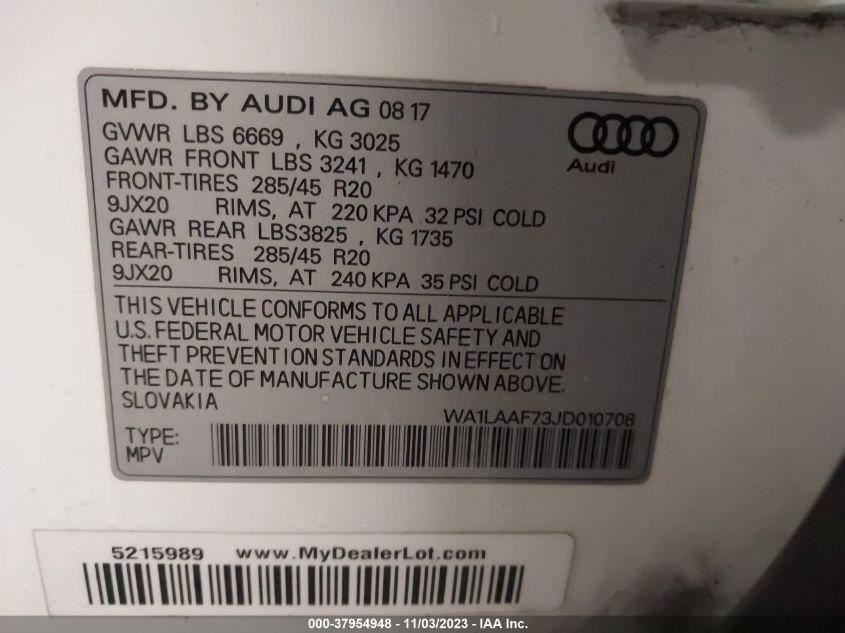 MFD. BY AUDI AG 08 17
GVWR LBS 6669 , KG 3025
GAWR FRONT LBS 3241 , KG 1470
FRONT-TIRES 285/45 R20
9JX20 RIMS, AT 220 KPA 32 PSI COLD
GAWR REAR LBS3825 , KG 1735
REAR-TIRES 285/45 R20
9JX20 RIMS, AT 240 KPA 35 PSI COLD
Audi
THIS VEHICLE CONFORMS TO ALL APPLICABLE
U.S. FEDERAL MOTOR VEHICLE SAFETY AND
THEFT PREVENTION STANDARDS IN EFFECT ON
THE DATE OF MANUFACTURE SHOWN ABOVE.
SLOVAKIA
WA1LAAF73JD010708
TYPE:
MPV
5215989 www.MyDealerLot.com
000-37954948 - 11/03/2023 - IAA Inc.